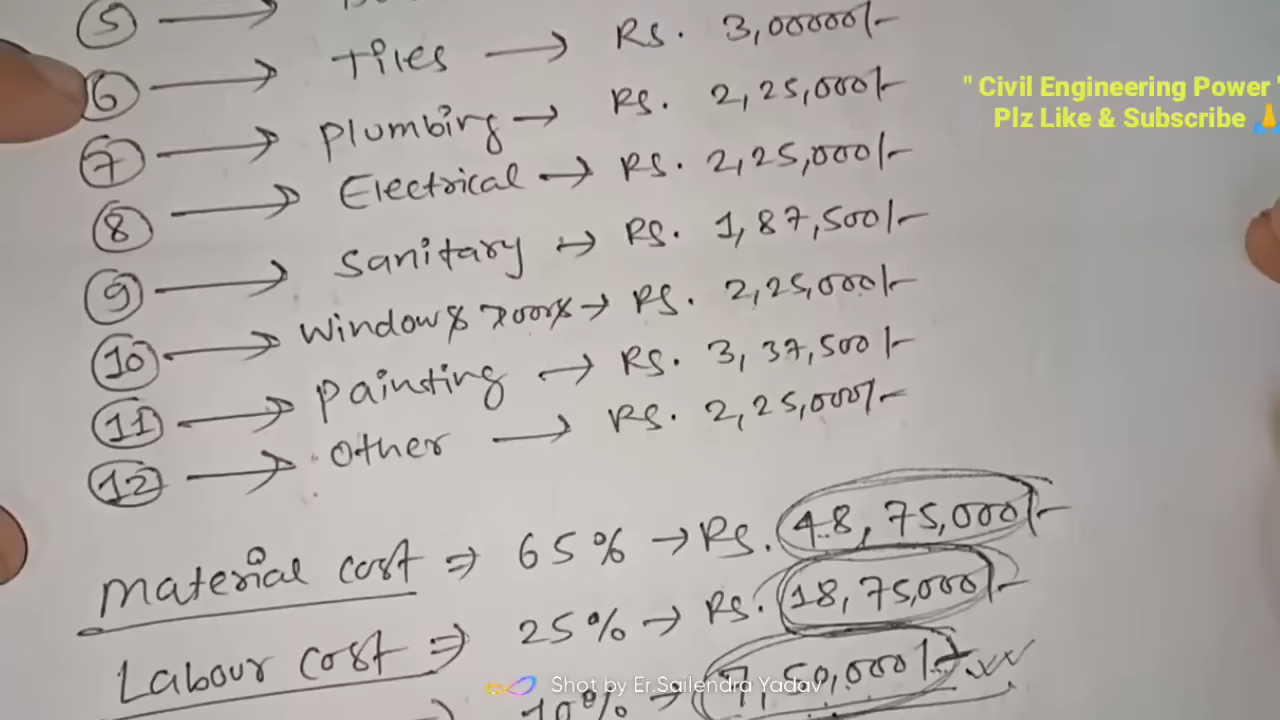 5 →
6 → Tiles → Rs. 3,00000/-
7 → Plumbing → Rs. 2,25,000/-
8 → Electrical → Rs. 2,25,000/-
9 → Sanitary → Rs. 1,87,500/-
10 → Window & Doors → Rs. 2,25,000/-
11 → Painting → Rs. 3,37,500/-
12 → Other → Rs. 2,25,000/-
Material cost ⇒ 65% → Rs. 48,75,000/-
Labour cost ⇒ 25% → Rs. 18,75,000/-
10% → 7,50,000/-
" Civil Engineering Power "
Plz Like & Subscribe 🙏
Shot by Er.Sailendra Yadav